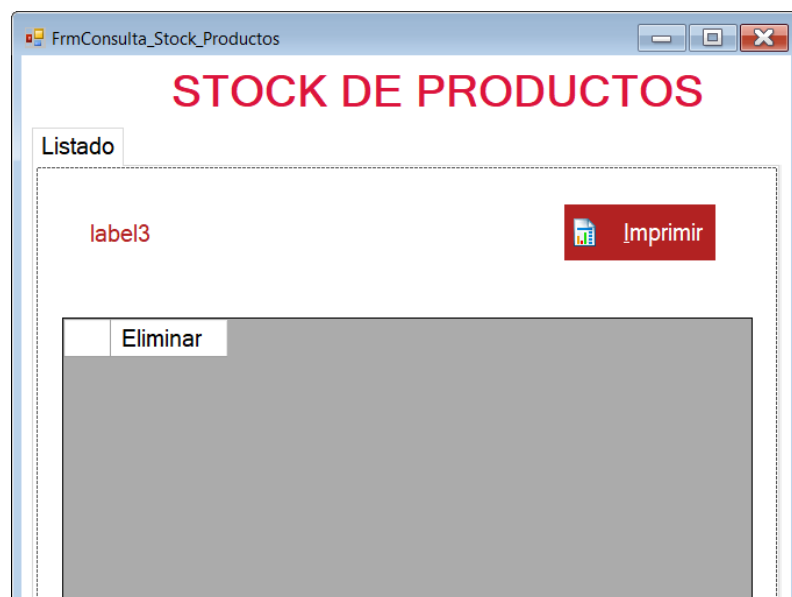 FrmConsulta_Stock_Productos
STOCK DE PRODUCTOS
Listado
label3
Imprimir
Eliminar